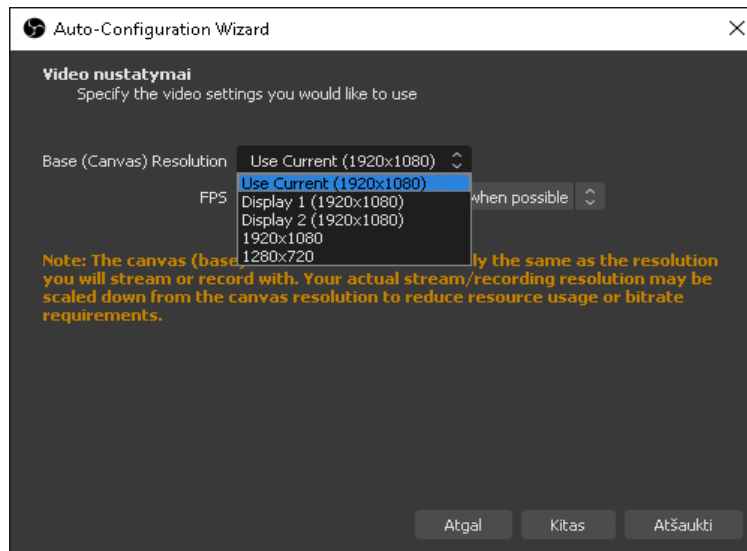 Auto-Configuration Wizard
Video nustatymai
Specify the video settings you would like to use
Base (Canvas) Resolution Use Current (1920x1080)
Use Current (1920x1080)
FPS when possible
Display 1 (1920x1080)
Display 2 (1920x1080)
1920x1080
1280x720
Note: The canvas (base) ly the same as the resolution
you will stream or record with. Your actual stream/recording resolution may be
scaled down from the canvas resolution to reduce resource usage or bitrate
requirements.
Atgal Kitas Atšaukti